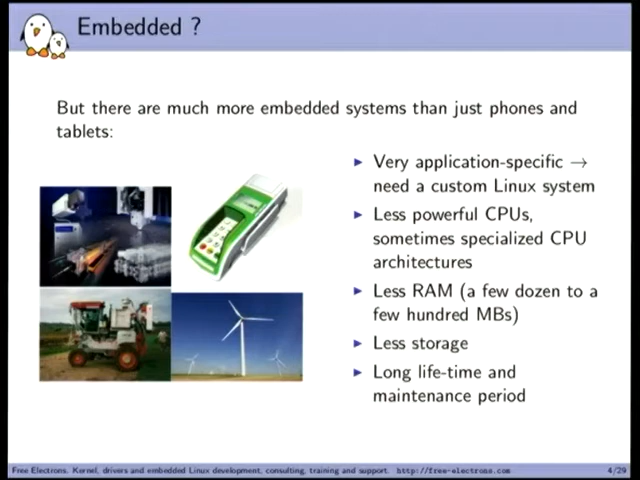 Embedded ?
But there are much more embedded systems than just phones and
tablets:
▶ Very application-specific →
need a custom Linux system
▶ Less powerful CPUs,
sometimes specialized CPU
architectures
▶ Less RAM (a few dozen to a
few hundred MBs)
▶ Less storage
▶ Long life-time and
maintenance period
Free Electrons. Kernel, drivers and embedded Linux development, consulting, training and support. http://free-electrons.com 4/29